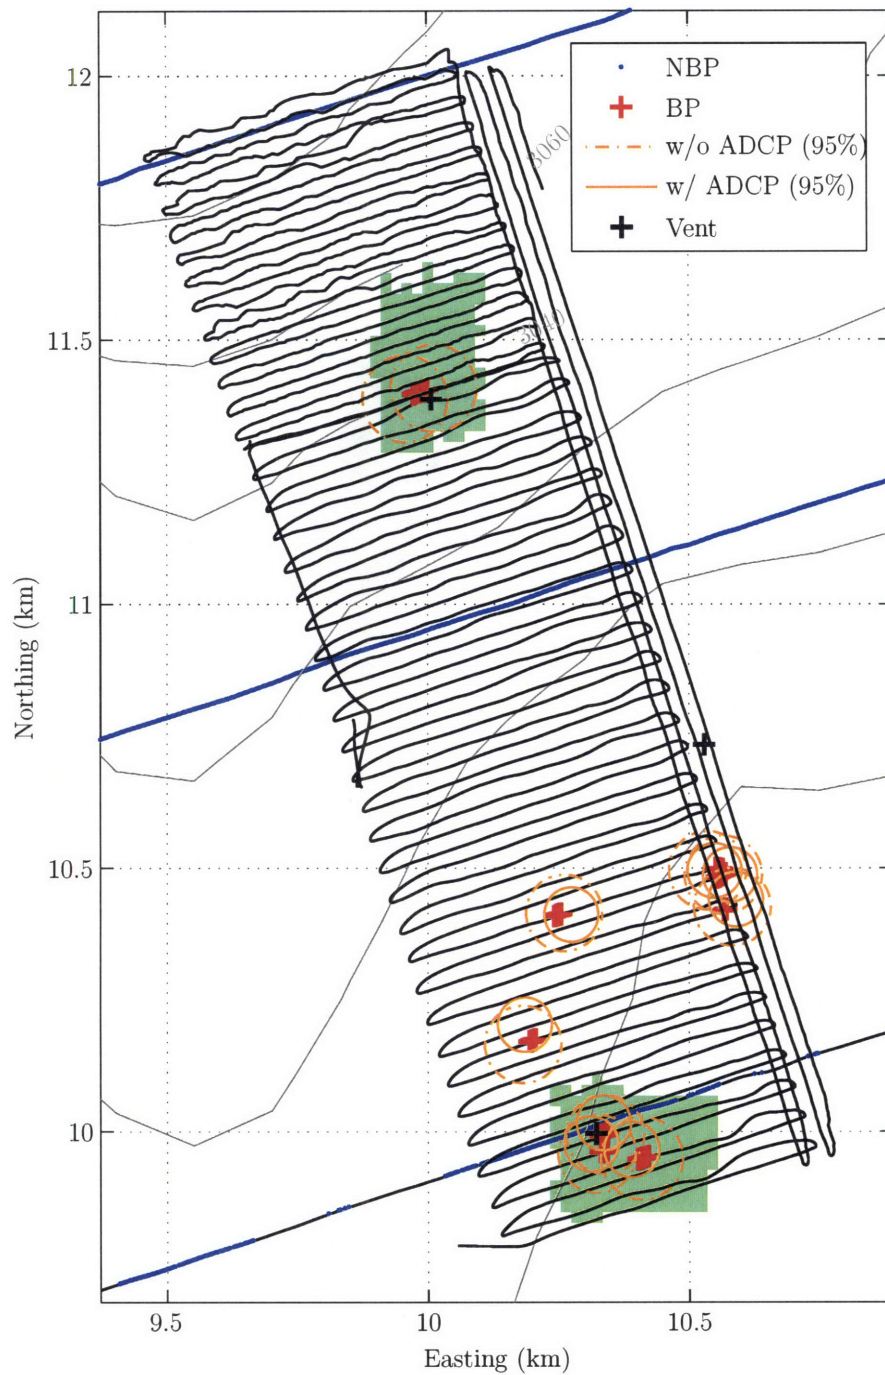 12
11.5
11
10.5
10
9.5
10
10.5
Northing (km)
Easting (km)
NBP
BP
w/o ADCP (95%)
w/ ADCP (95%)
Vent
3060
3040